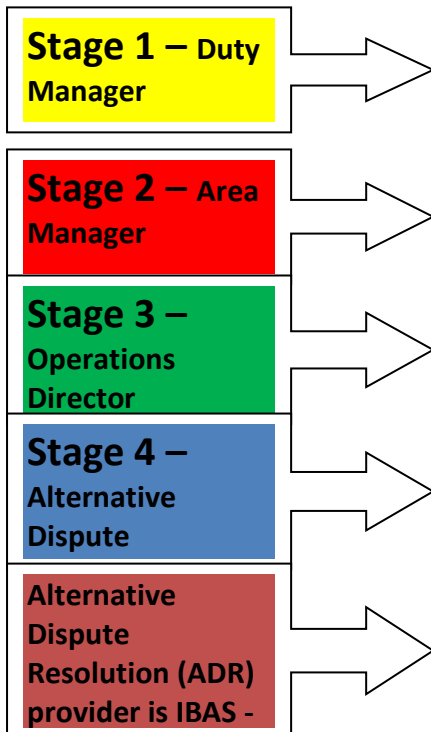 Stage 1 – Duty
Manager
Stage 2 – Area
Manager
Stage 3 –
Operations
Director
Stage 4 –
Alternative
Dispute
Alternative
Dispute
Resolution (ADR)
provider is IBAS -